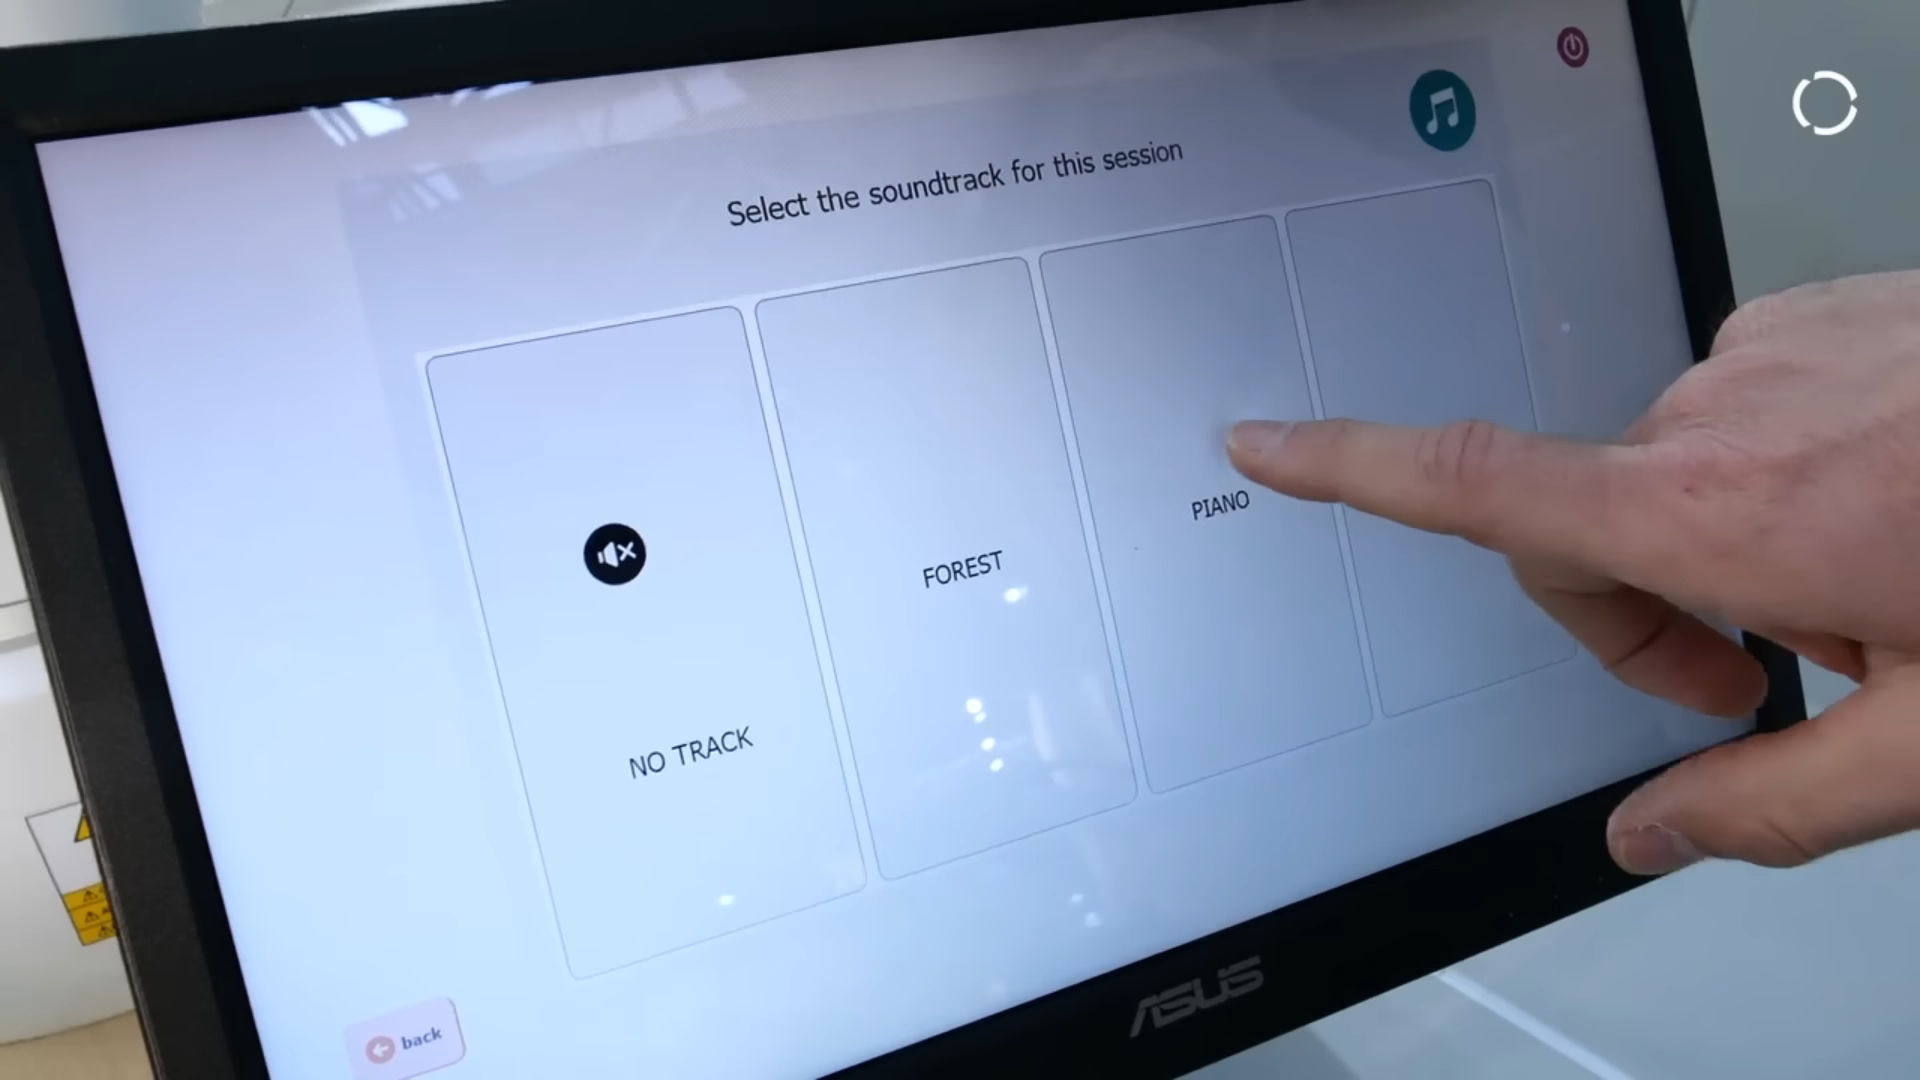 Select the soundtrack for this session
NO TRACK
FOREST
PIANO
back
ASUS